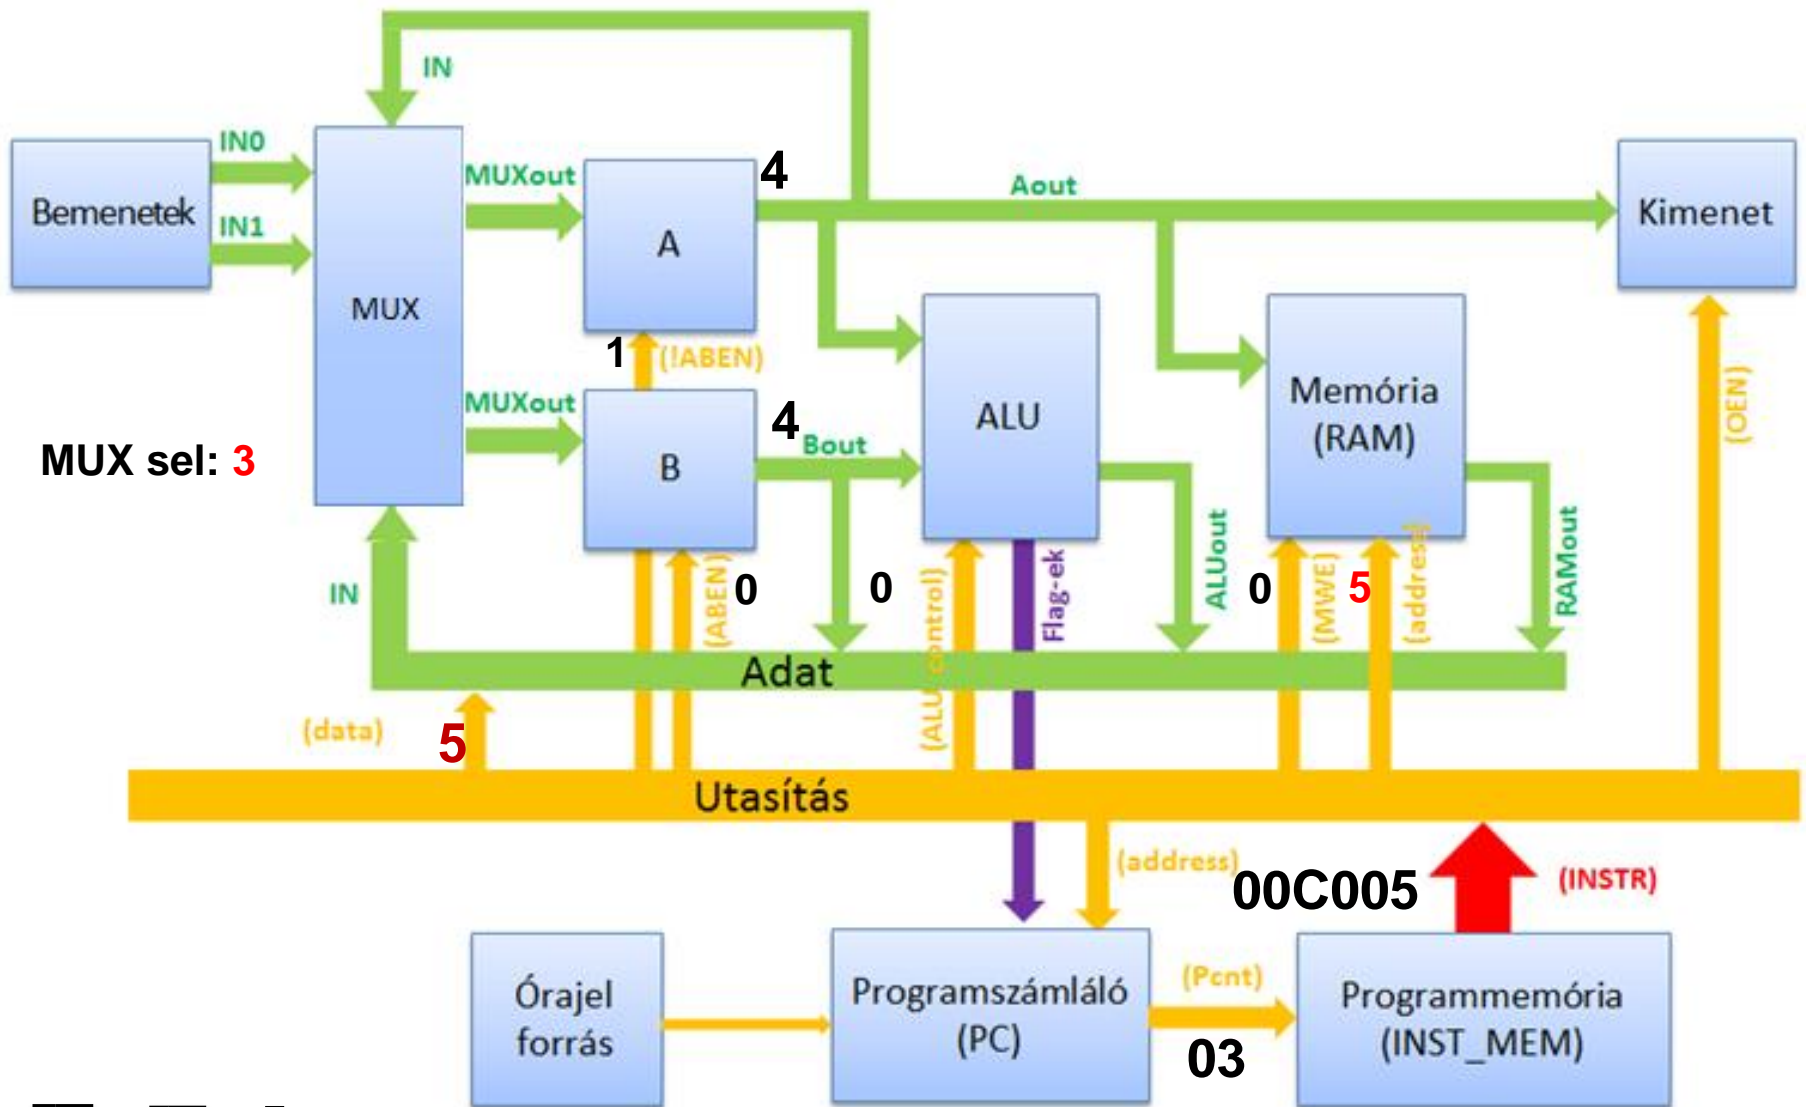 IN
IN0
Bemenetek
IN1
MUX
MUXout
A
4
Aout
Kimenet
1
(!ABEN)
MUXout
B
4
Bout
ALU
Memória
(RAM)
(OEN)
MUX sel: 3
IN
(ABEN)
0
0
(ALU control)
Flag-ek
ALUout
0
(MWE)
5
(address)
RAMout
Adat
(data)
5
Utasítás
(address)
00C005
(INSTR)
Órajel
forrás
Programszámláló
(PC)
(Pcnt)
03
Programmemória
(INST_MEM)